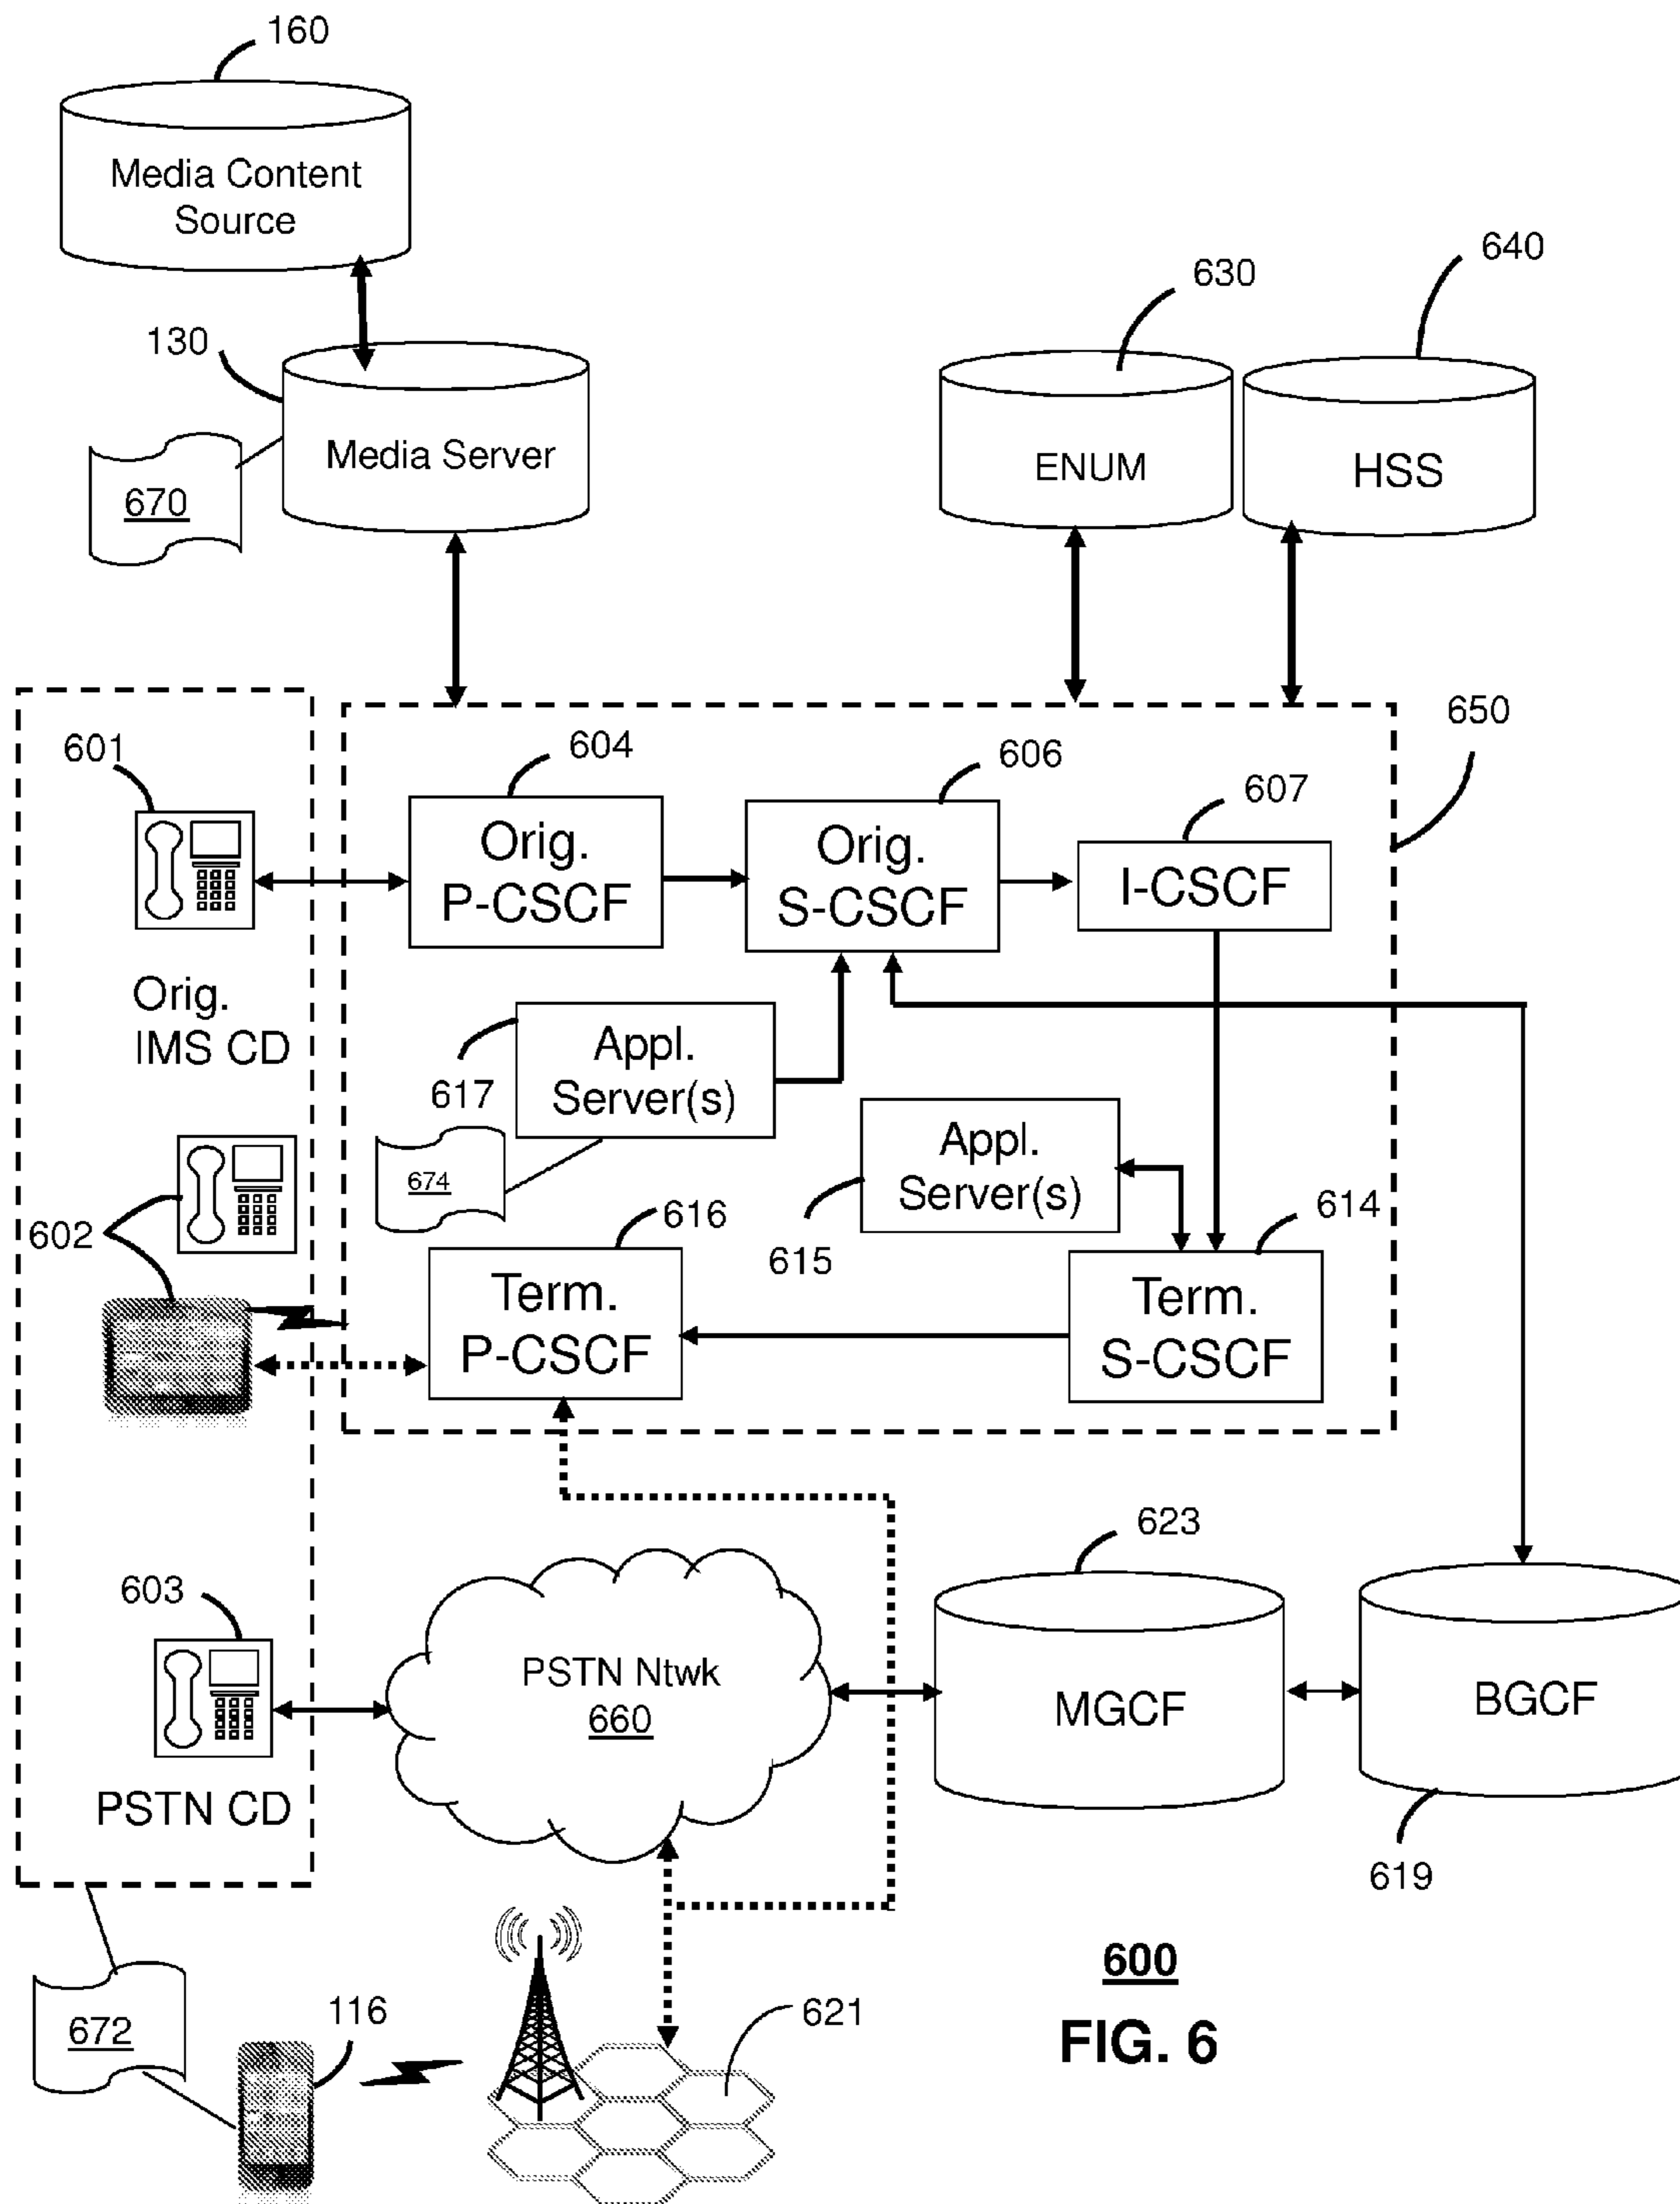 160
Media Content
Source
630
640
130
Media Server
ENUM
HSS
670
650
601
604
606
607
Orig.
P-CSCF
Orig.
S-CSCF
I-CSCF
Orig.
IMS CD
617
Appl.
Server(s)
674
Appl.
Server(s)
615
602
616
614
Term.
P-CSCF
Term.
S-CSCF
623
603
PSTN Ntwk
660
MGCF
BGCF
PSTN CD
619
672
116
621
600
FIG. 6